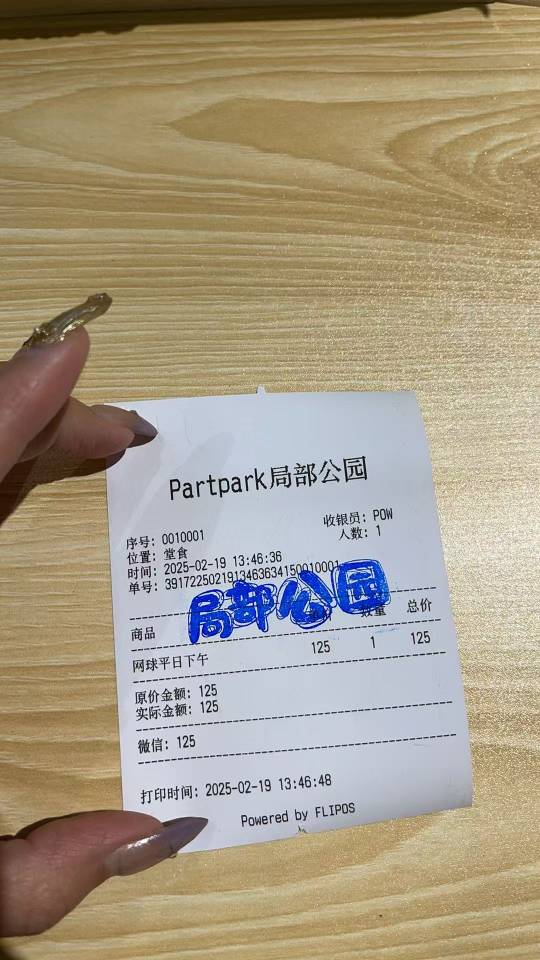 Partpark局部公园
收银员: POW
序号: 0010001
人数: 1
位置: 堂食
时间: 2025-02-19 13:46:36
单号: 3917225021913463634150010001
局部公园
商品 数量 总价
网球平日下午 125 1 125
原价金额: 125
实际金额: 125
微信: 125
打印时间: 2025-02-19 13:46:48
Powered by FLIPOS